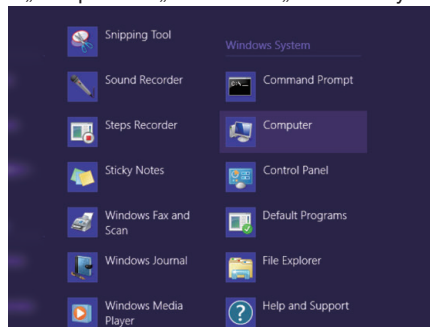 Snipping Tool
Sound Recorder
Steps Recorder
Sticky Notes
Windows Fax and
Scan
Windows Journal
Windows Media
Player
Windows System
Command Prompt
Computer
Control Panel
Default Programs
File Explorer
Help and Support